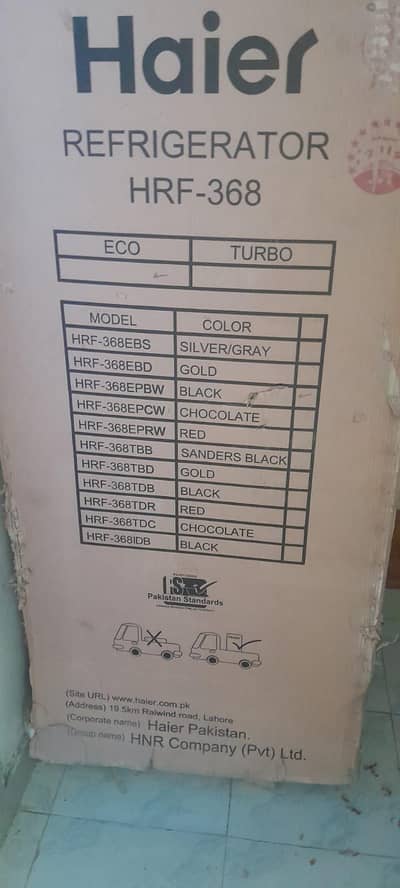 Haier
REFRIGERATOR
HRF-368
ECO TURBO
MODEL COLOR
HRF-368EBS SILVER/GRAY
HRF-368EBD GOLD
HRF-368EPBW BLACK
HRF-368EPCW CHOCOLATE
HRF-368EPRW RED
HRF-368TBB SANDERS BLACK
HRF-368TBD GOLD
HRF-368TDB BLACK
HRF-368TDR RED
HRF-368TDC CHOCOLATE
HRF-368IDB BLACK
Pakistan Standards
(Site URL) www.haier.com.pk
(Address) 19.5km Raiwind road, Lahore
(Corporate name) Haier Pakistan.
(Group name) HNR Company (Pvt) Ltd.